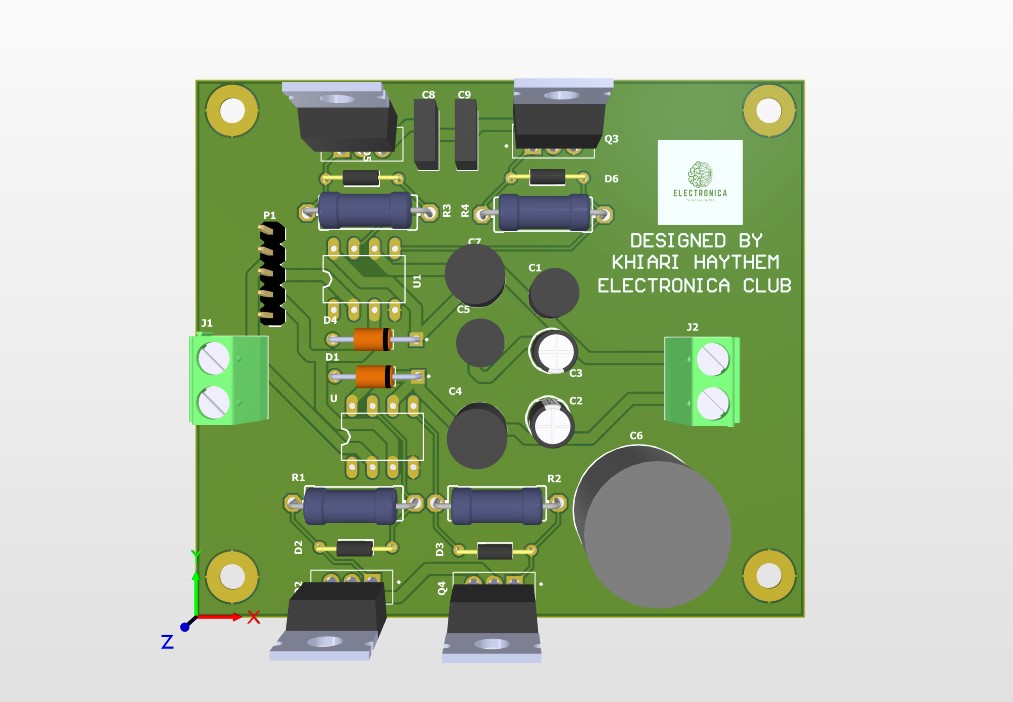 C8
C9
Q3
D6
R3
R4
P1
C7
U1
C1
D4
C5
J1
J2
D1
C3
U
C4
C2
C6
R1
R2
D2
D3
Q4
ELECTRONICA
DESIGNED BY
KHIARI HAYTHEM
ELECTRONICA CLUB
Y
X
Z